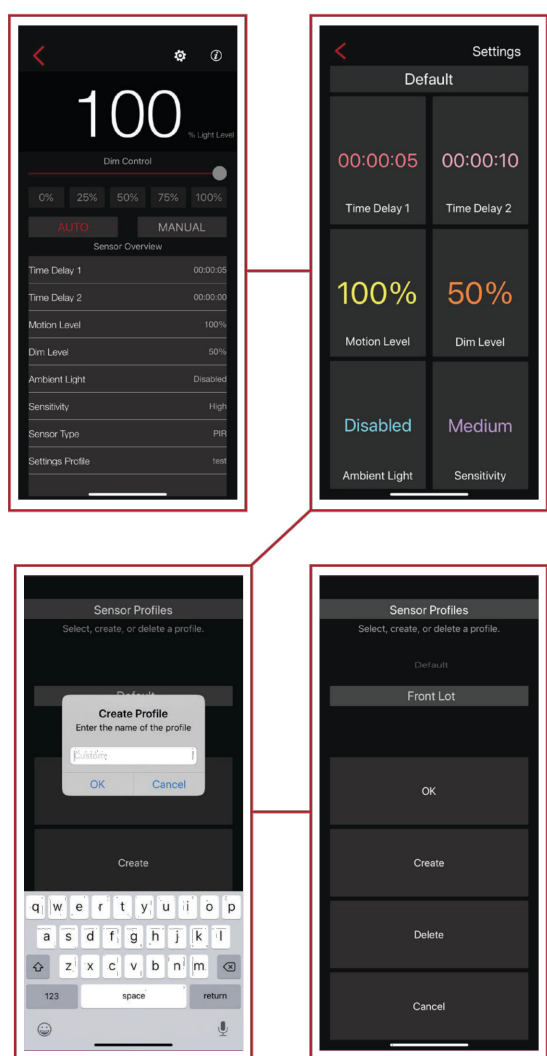 100
% Light Level
Dim Control
0% 25% 50% 75% 100%
AUTO MANUAL
Sensor Overview
Time Delay 1 00:00:05
Time Delay 2 00:00:00
Motion Level 100%
Dim Level 50%
Ambient Light Disabled
Sensitivity High
Sensor Type PIR
Settings Profile test
Settings
Default
00:00:05 00:00:10
Time Delay 1 Time Delay 2
100% 50%
Motion Level Dim Level
Disabled Medium
Ambient Light Sensitivity
Sensor Profiles
Select, create, or delete a profile.
Default
Create Profile
Enter the name of the profile
Custom
OK Cancel
Create
q w e r t y u i o p
a s d f g h j k l
z x c v b n m
123 space return
Sensor Profiles
Select, create, or delete a profile.
Default
Front Lot
OK
Create
Delete
Cancel